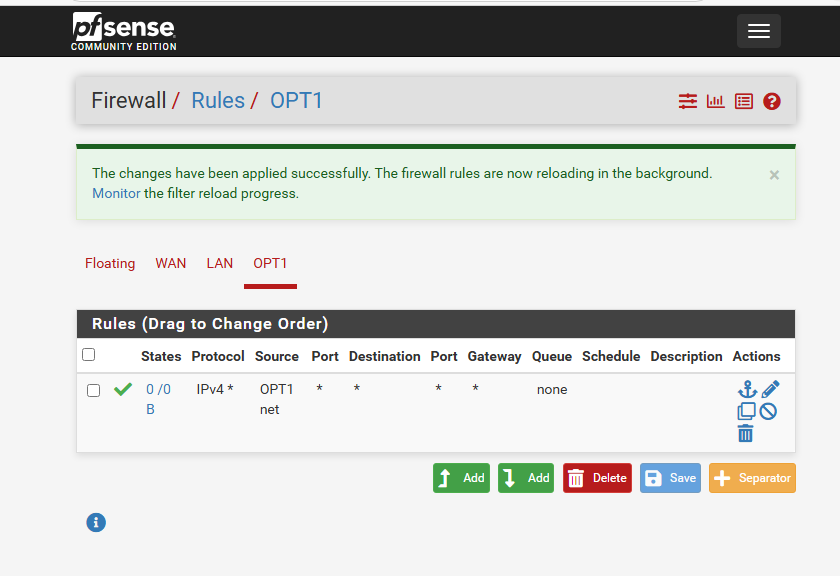 pfsense
COMMUNITY EDITION
Firewall / Rules / OPT1
The changes have been applied successfully. The firewall rules are now reloading in the background.
Monitor the filter reload progress.
×
Floating WAN LAN OPT1
Rules (Drag to Change Order)
States Protocol Source Port Destination Port Gateway Queue Schedule Description Actions
0 /0 B IPv4 * OPT1 net * * * * none
Add Add Delete Save Separator